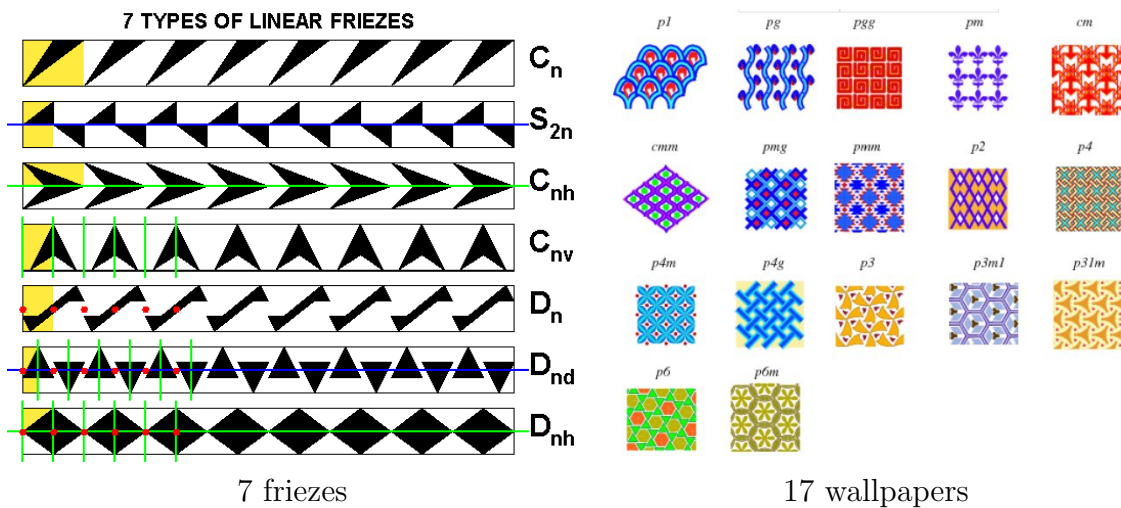 7 TYPES OF LINEAR FRIEZES
Cn
S2n
Cnh
Cnv
Dn
Dnd
Dnh
7 friezes
p1 pg pgg pm cm
cmm pmg pmm p2 p4
p4m p4g p3 p3m1 p31m
p6 p6m
17 wallpapers